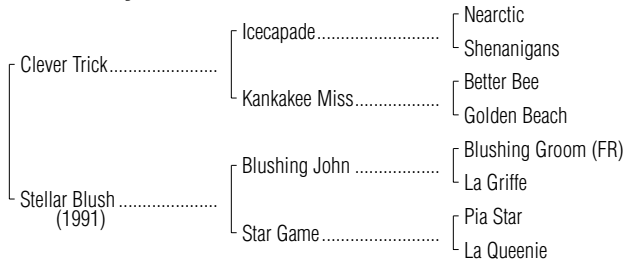 Nearctic
Icecapade
Shenanigans
Clever Trick
Better Bee
Kankakee Miss
Golden Beach
Blushing Groom (FR)
Blushing John
La Griffe
Stellar Blush
(1991)
Pia Star
Star Game
La Queenie